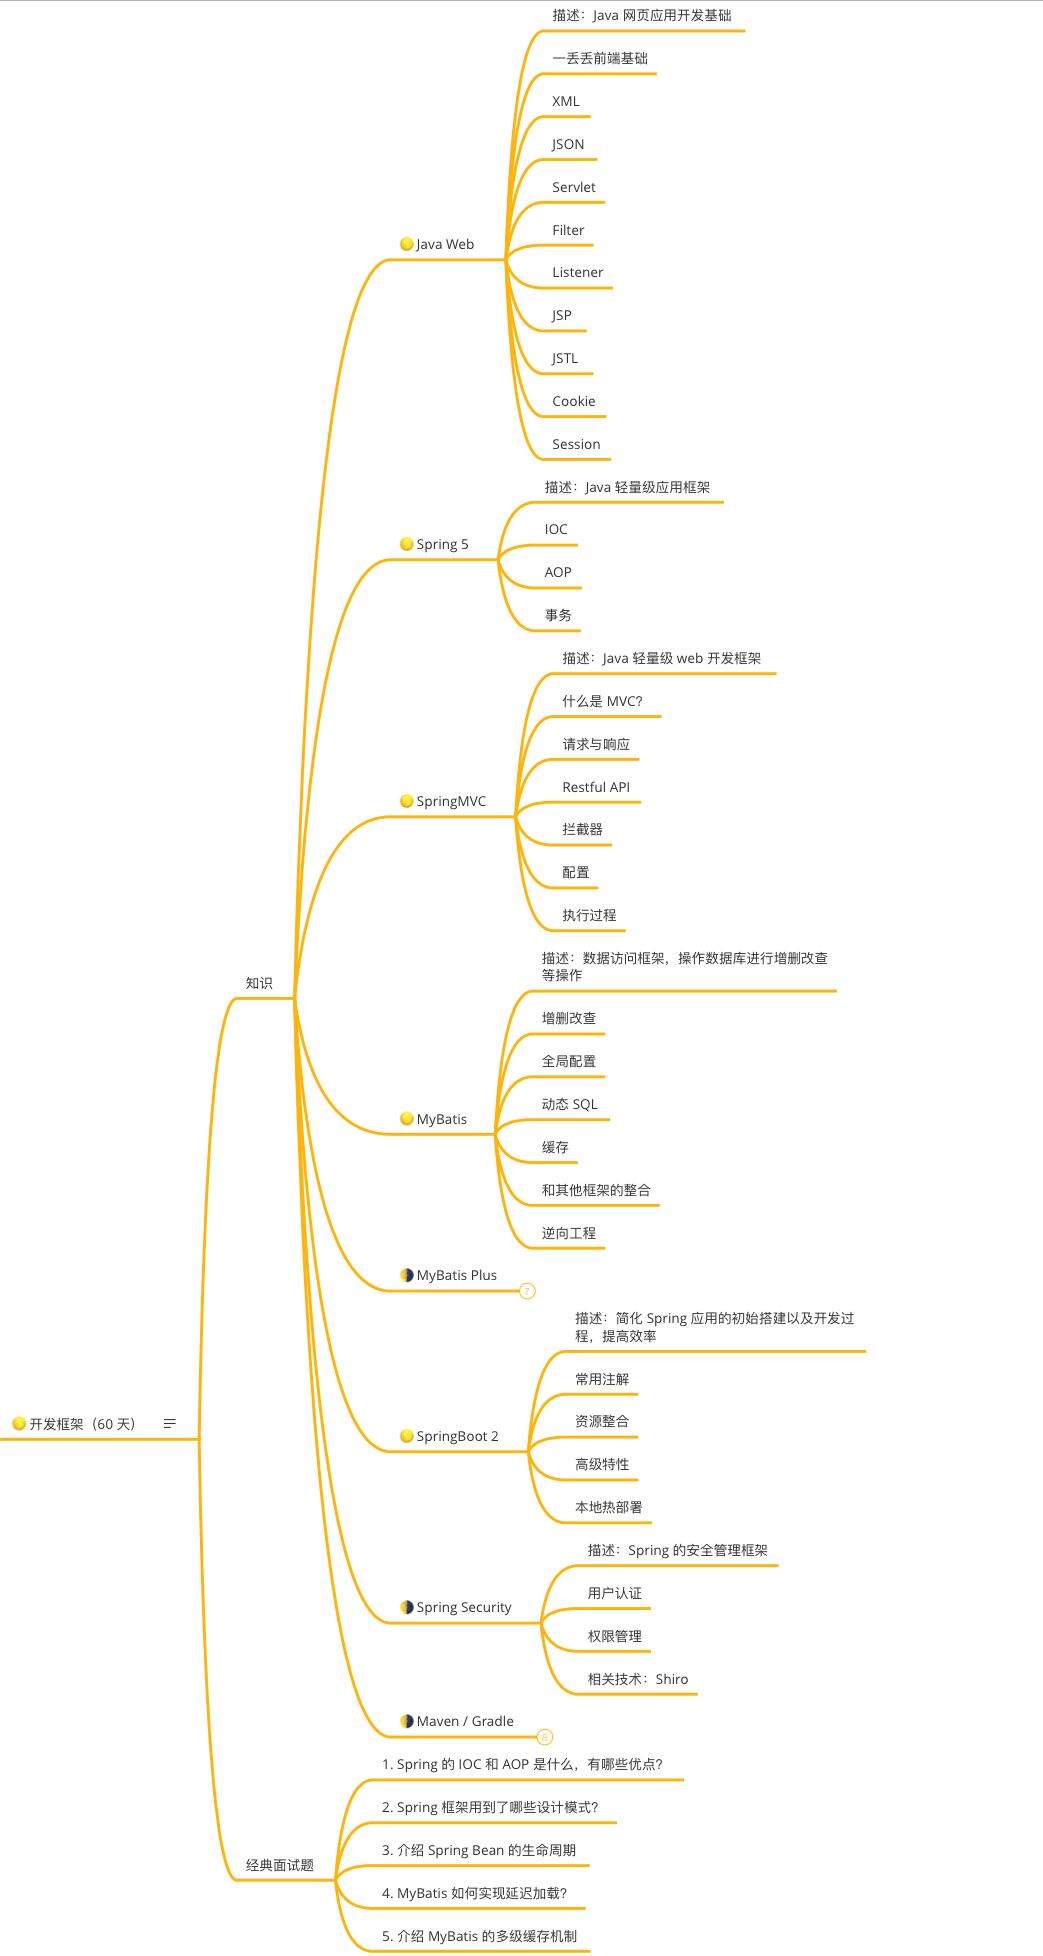 描述：Java 网页应用开发基础
一丢丢前端基础
XML
JSON
Servlet
Filter
Java Web
Listener
JSP
JSTL
Cookie
Session
描述：Java 轻量级应用框架
IOC
Spring 5
AOP
事务
描述：Java 轻量级 web 开发框架
什么是 MVC？
请求与响应
Restful API
SpringMVC
拦截器
配置
执行过程
描述：数据访问框架，操作数据库进行增删改查
等操作
知识
增删改查
全局配置
动态 SQL
MyBatis
缓存
和其他框架的整合
逆向工程
MyBatis Plus
7
描述：简化 Spring 应用的初始搭建以及开发过
程，提高效率
常用注解
开发框架（60 天）
资源整合
SpringBoot 2
高级特性
本地热部署
描述：Spring 的安全管理框架
用户认证
Spring Security
权限管理
相关技术：Shiro
Maven / Gradle
8
1. Spring 的 IOC 和 AOP 是什么，有哪些优点？
2. Spring 框架用到了哪些设计模式？
3. 介绍 Spring Bean 的生命周期
经典面试题
4. MyBatis 如何实现延迟加载？
5. 介绍 MyBatis 的多级缓存机制